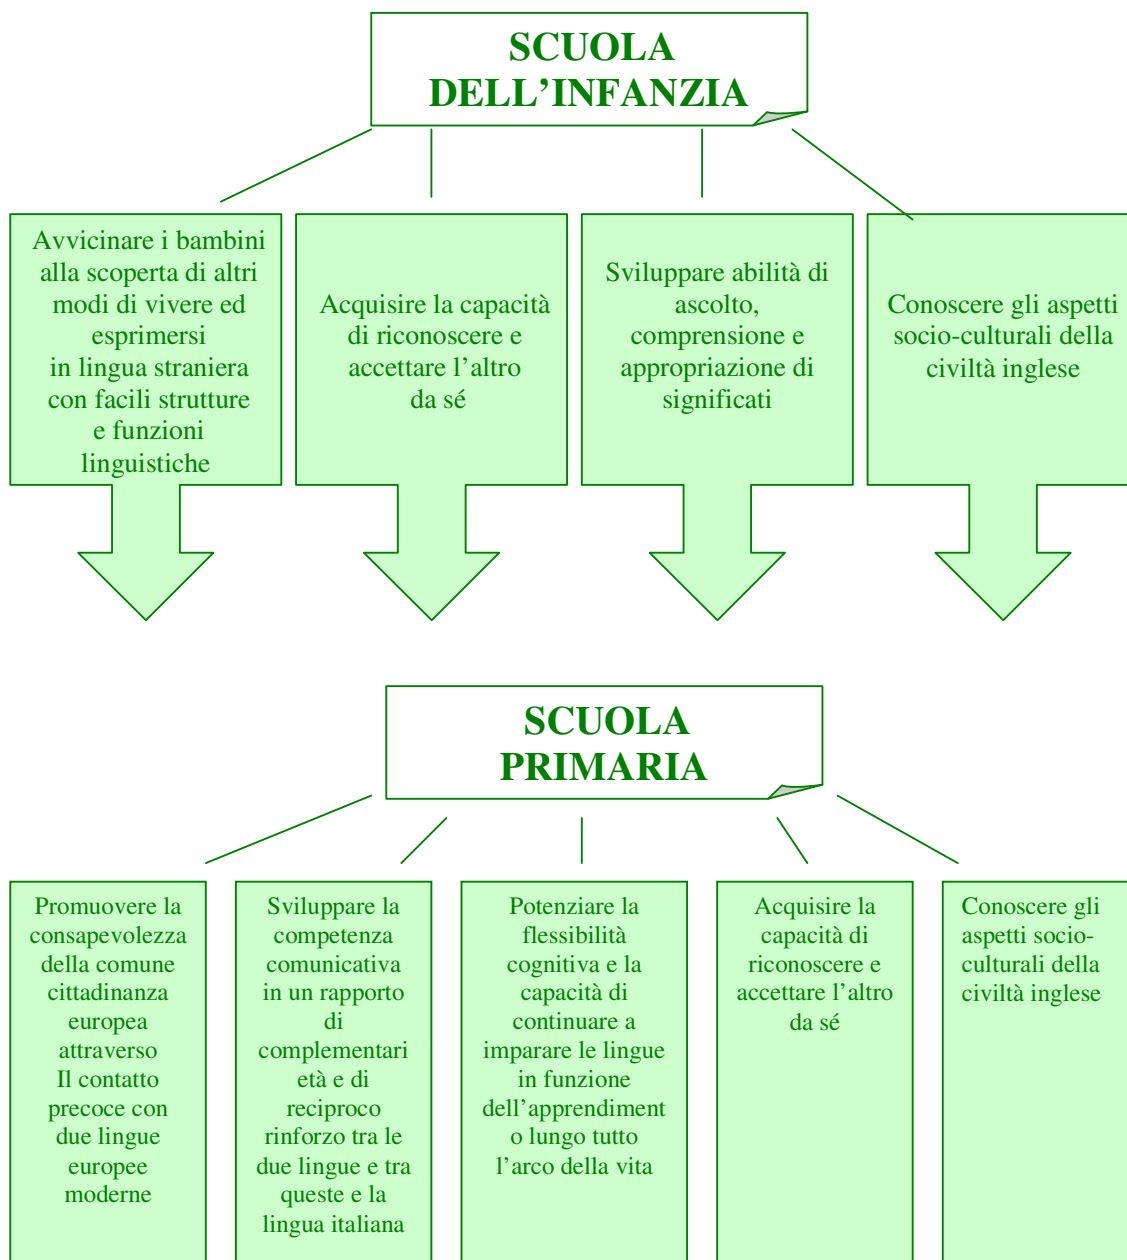 SCUOLA
DELL’INFANZIA
Avvicinare i bambini
alla scoperta di altri
modi di vivere ed
esprimersi
in lingua straniera
con facili strutture
e funzioni
linguistiche
Acquisire la capacità
di riconoscere e
accettare l’altro
da sé
Sviluppare abilità di
ascolto,
comprensione e
appropriazione di
significati
Conoscere gli aspetti
socio-culturali della
civiltà inglese
SCUOLA
PRIMARIA
Promuovere la
consapevolezza
della comune
cittadinanza
europea
attraverso
Il contatto
precoce con
due lingue
europee
moderne
Sviluppare la
competenza
comunicativa
in un rapporto
di
complementari
età e di
reciproco
rinforzo tra le
due lingue e tra
queste e la
lingua italiana
Potenziare la
flessibilità
cognitiva e la
capacità di
continuare a
imparare le lingue
in funzione
dell’apprendiment
o lungo tutto
l’arco della vita
Acquisire la
capacità di
riconoscere e
accettare l’altro
da sé
Conoscere gli
aspetti socio-
culturali della
civiltà inglese